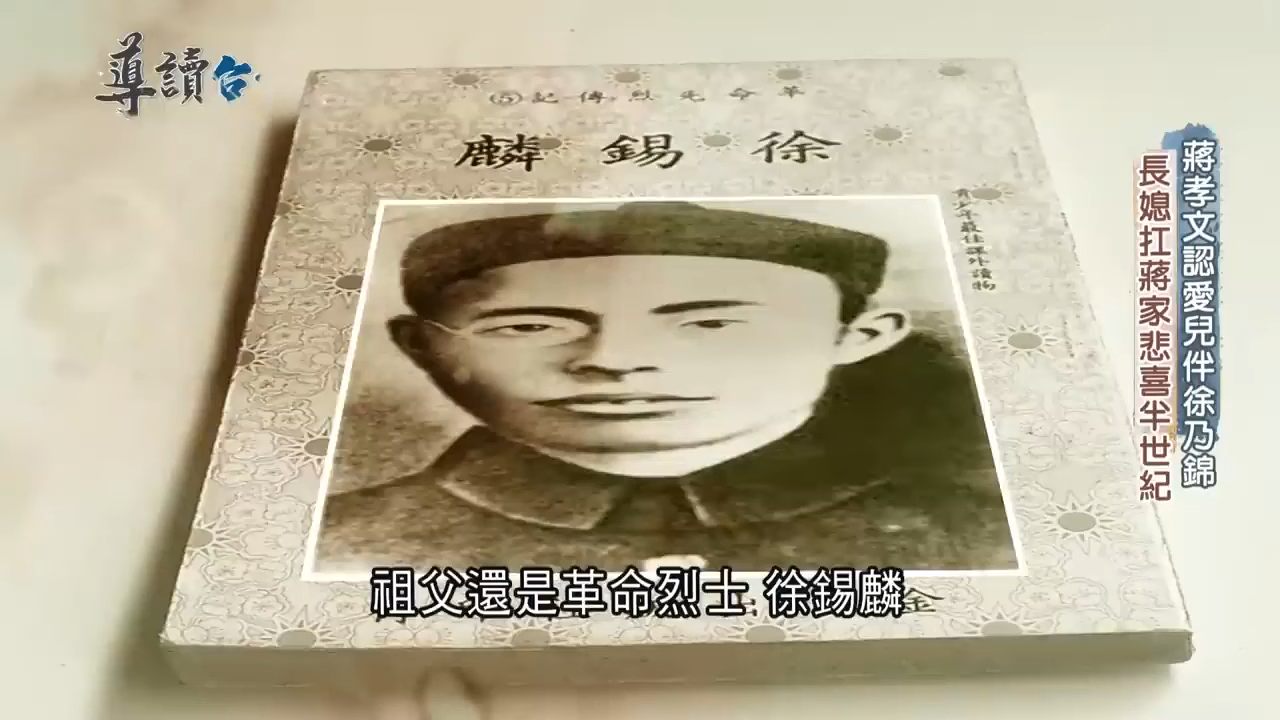 導讀台
革命先烈傳記⑤
徐錫麟
青少年最佳課外讀物
蔣孝文認愛兒伴徐乃錦
長媳扛蔣家悲喜半世紀
祖父還是革命烈士 徐錫麟
金